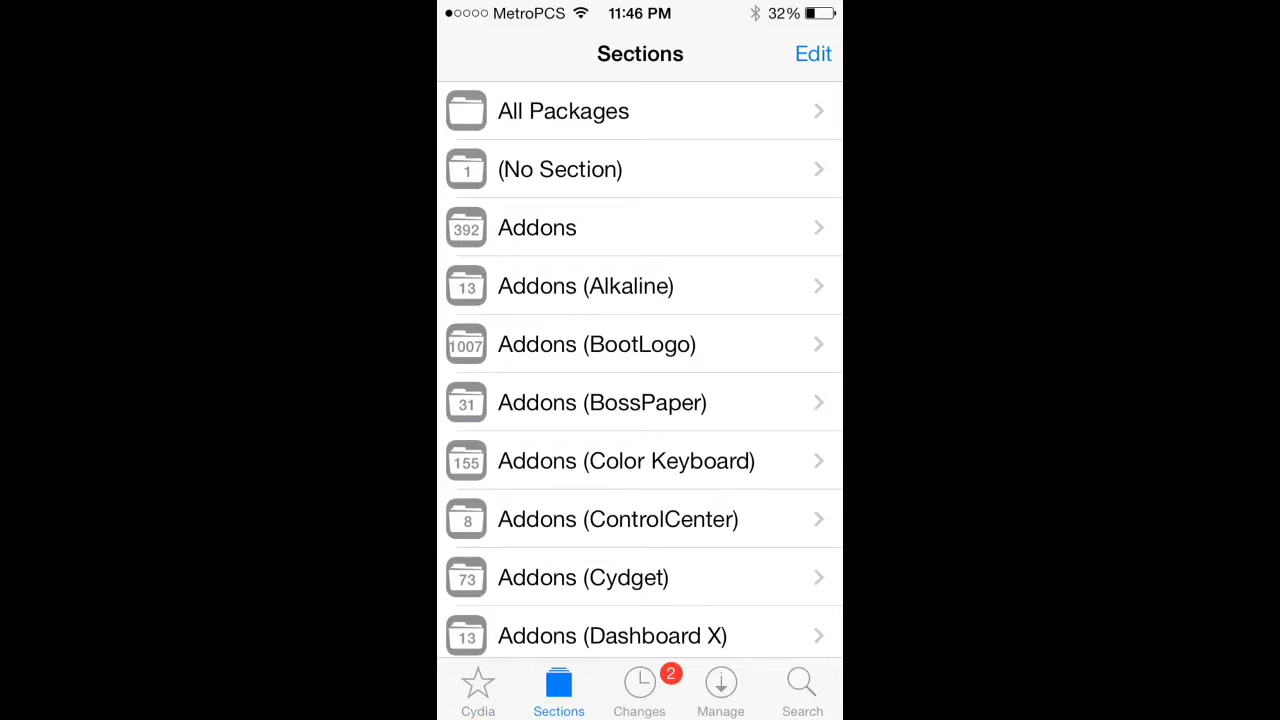 MetroPCS 11:46 PM 32%
Sections Edit
All Packages
1 (No Section)
392 Addons
13 Addons (Alkaline)
1007 Addons (BootLogo)
31 Addons (BossPaper)
155 Addons (Color Keyboard)
8 Addons (ControlCenter)
73 Addons (Cydget)
13 Addons (Dashboard X)
2
Cydia Sections Changes Manage Search